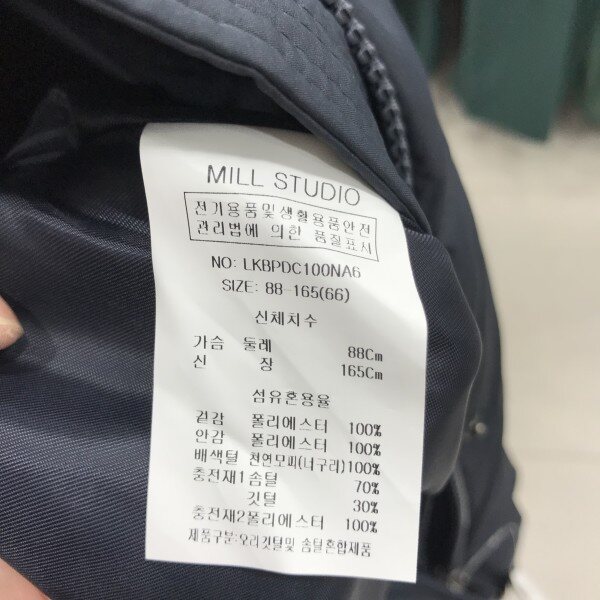 MILL STUDIO
전기용품및생활용품안전
관리법에 의한 품질표시
NO: LKBPDC100NA6
SIZE: 88-165(66)
신체치수
가슴 둘레 88Cm
신 장 165Cm
섬유혼용율
겉감 폴리에스터 100%
안감 폴리에스터 100%
배색털 천연모피(너구리)100%
충전재1솜털 70%
깃털 30%
충전재2폴리에스터 100%
제품구분:오리깃털및 솜털혼합제품